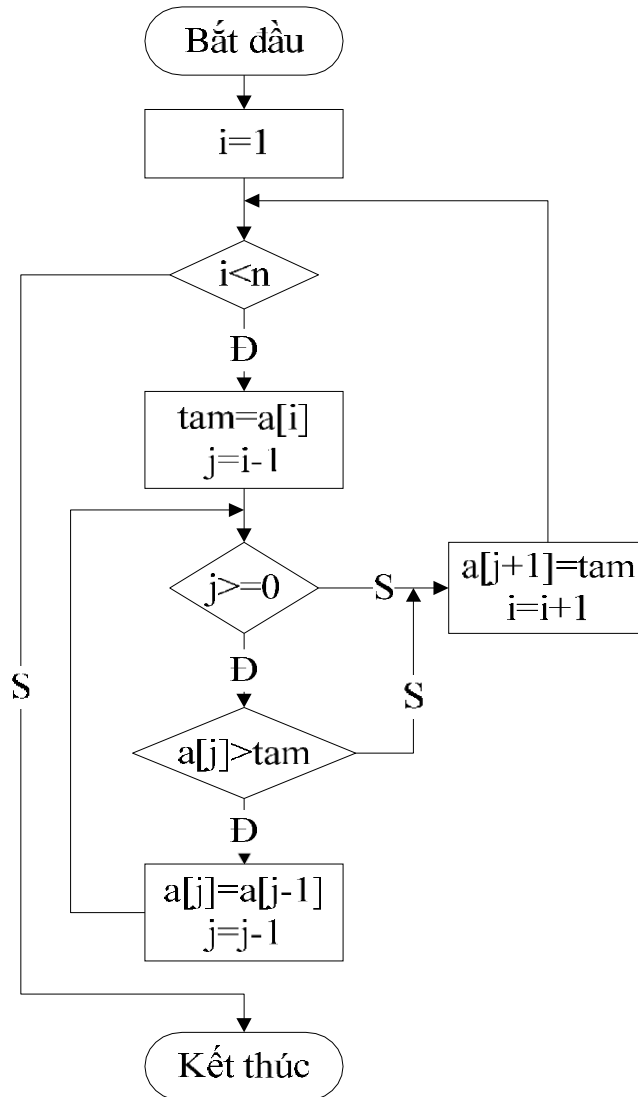 Bắt đầu
i=1
i<n
Đ
tam=a[i]
j=i-1
j>=0
S
a[j+1]=tam
i=i+1
Đ
S
S
a[j]>tam
Đ
a[j]=a[j-1]
j=j-1
Kết thúc